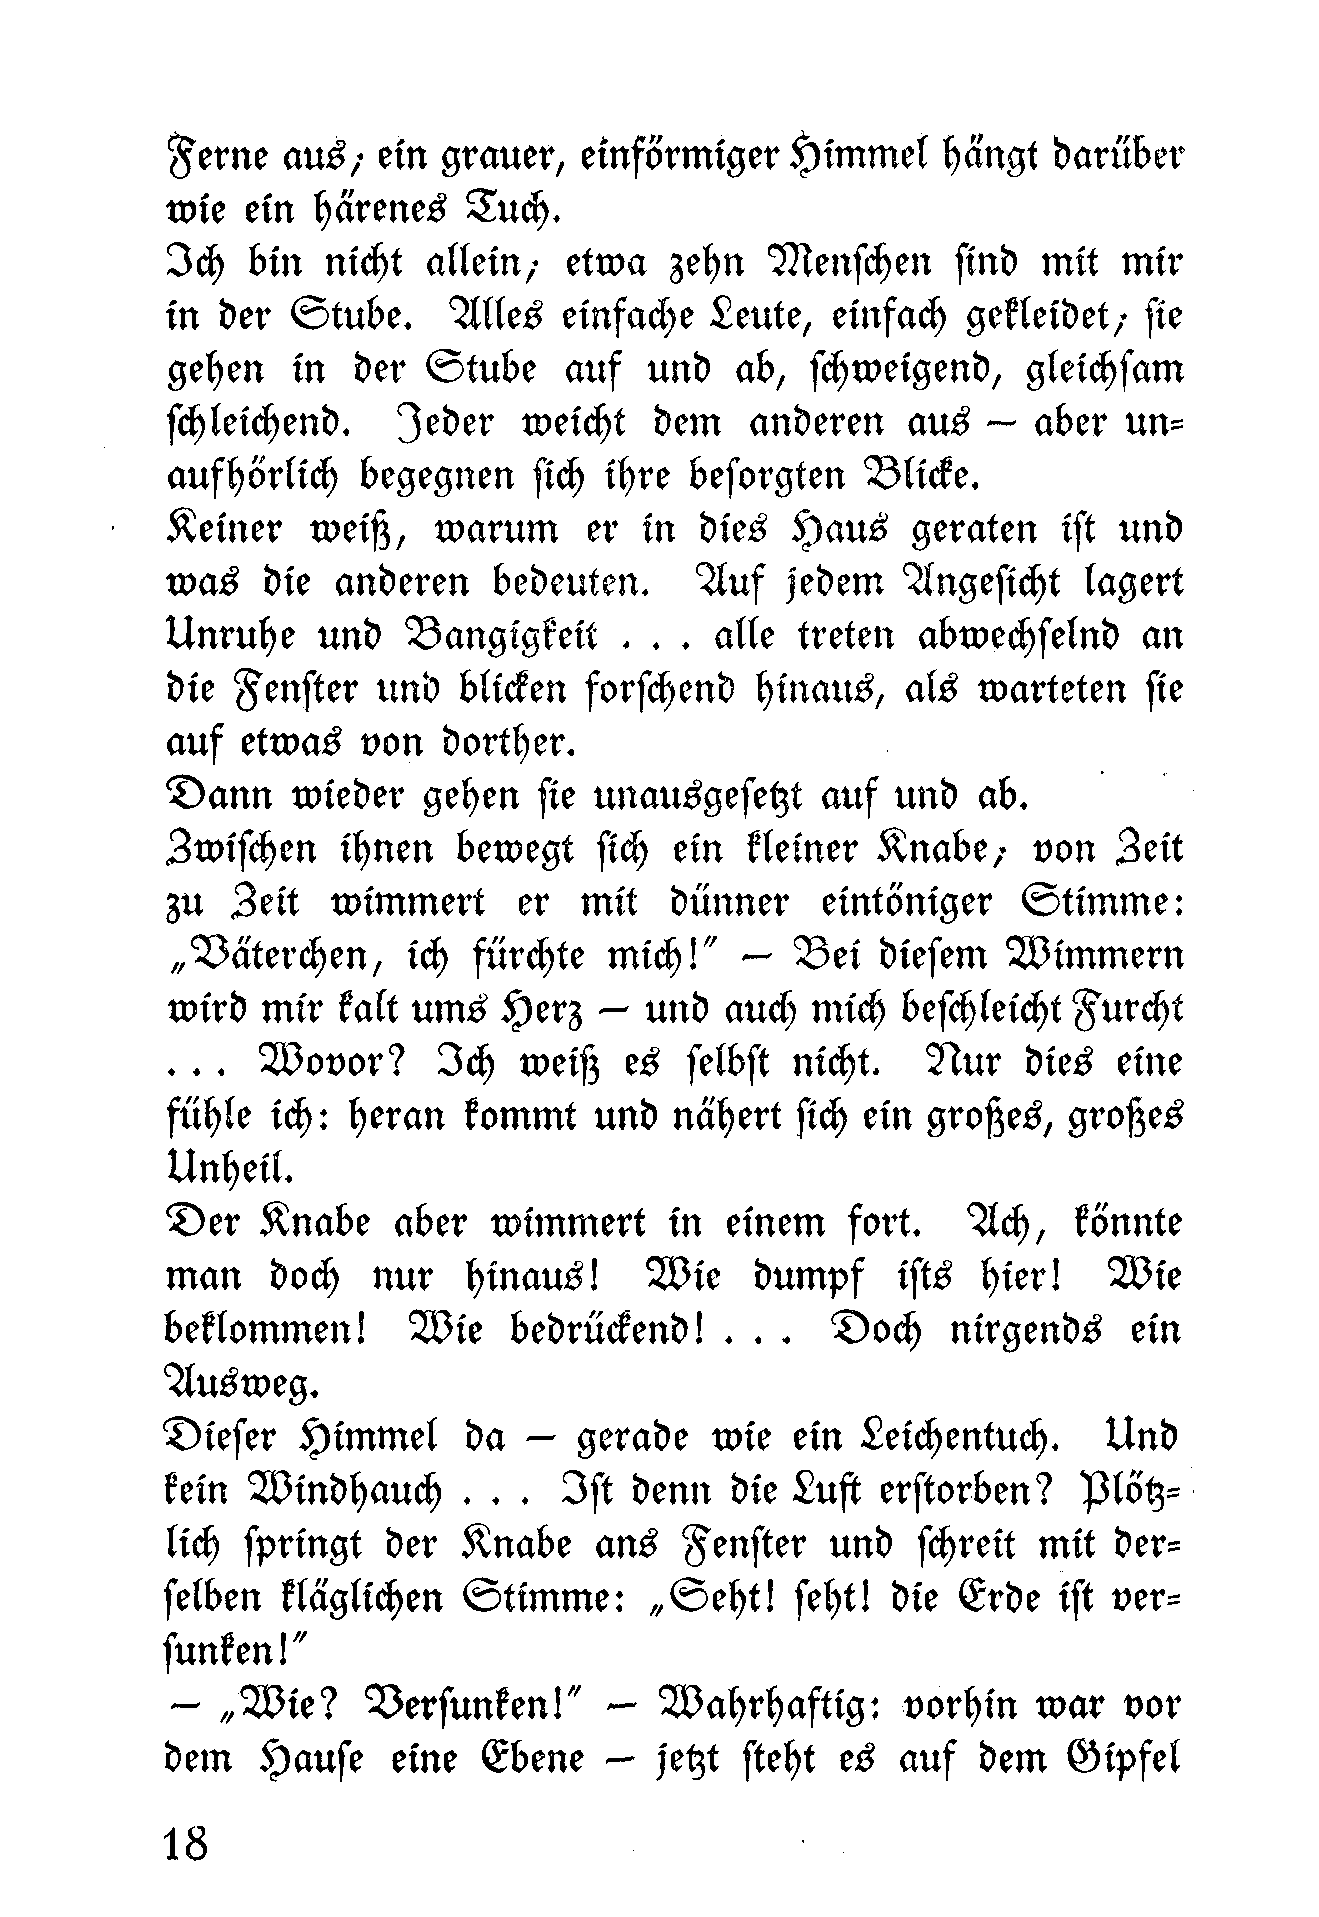 Ferne aus; ein grauer, einförmiger Himmel hängt darüber
wie ein härenes Tuch.
Ich bin nicht allein; etwa zehn Menschen sind mit mir
in der Stube. Alles einfache Leute, einfach gekleidet; sie
gehen in der Stube auf und ab, schweigend, gleichsam
schleichend. Jeder weicht dem anderen aus — aber un=
aufhörlich begegnen sich ihre besorgten Blicke.
Keiner weiß, warum er in dies Haus geraten ist und
was die anderen bedeuten. Auf jedem Angesicht lagert
Unruhe und Bangigkeit . . . alle treten abwechselnd an
die Fenster und blicken forschend hinaus, als warteten sie
auf etwas von dorther.
Dann wieder gehen sie unausgesetzt auf und ab.
Zwischen ihnen bewegt sich ein kleiner Knabe; von Zeit
zu Zeit wimmert er mit dünner eintöniger Stimme:
„Väterchen, ich fürchte mich!“ — Bei diesem Wimmern
wird mir kalt ums Herz — und auch mich beschleicht Furcht
. . . Wovor? Ich weiß es selbst nicht. Nur dies eine
fühle ich: heran kommt und nähert sich ein großes, großes
Unheil.
Der Knabe aber wimmert in einem fort. Ach, könnte
man doch nur hinaus! Wie dumpf ists hier! Wie
beklommen! Wie bedrückend! . . . Doch nirgends ein
Ausweg.
Dieser Himmel da — gerade wie ein Leichentuch. Und
kein Windhauch . . . Ist denn die Luft erstorben? Plötz=
lich springt der Knabe ans Fenster und schreit mit der=
selben kläglichen Stimme: „Seht! seht! die Erde ist ver=
sunken!“
— „Wie? Versunken!“ — Wahrhaftig: vorhin war vor
dem Hause eine Ebene — jetzt steht es auf dem Gipfel
18